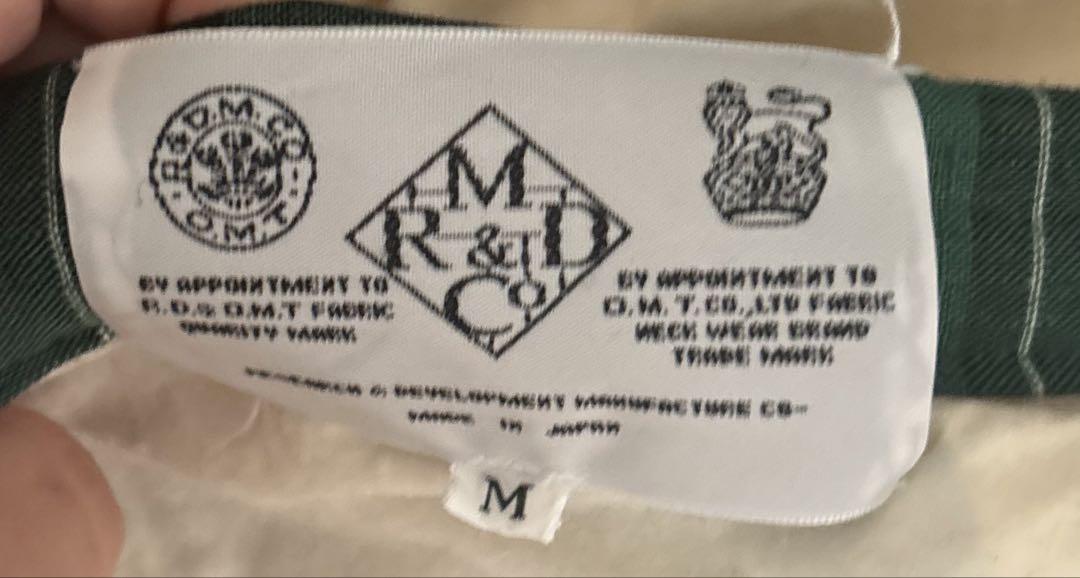 R.&D.M.CO.
O.M.T.
M
R & D
Co
BY APPOINTMENT TO
R.D.& O.M.T FABRIC
QUALITY MARK
BY APPOINTMENT TO
O.M.T.CO.,LTD FABRIC
NECK WEAR BRAND
TRADE MARK
RESEARCH & DEVELOPMENT MANUFACTURE CO-
MADE IN JAPAN
M